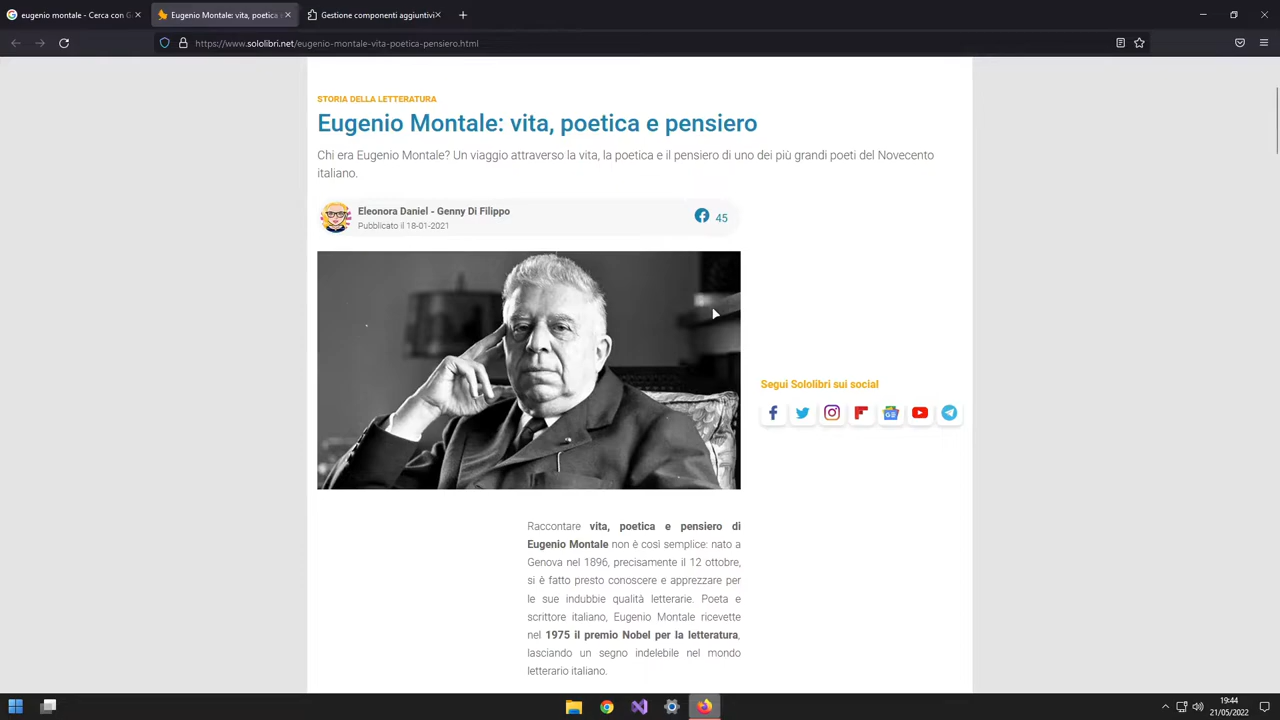 eugenio montale - Cerca con G
Eugenio Montale: vita, poetica e
Gestione componenti aggiuntivi
https://www.sololibri.net/eugenio-montale-vita-poetica-pensiero.html
STORIA DELLA LETTERATURA
Eugenio Montale: vita, poetica e pensiero
Chi era Eugenio Montale? Un viaggio attraverso la vita, la poetica e il pensiero di uno dei più grandi poeti del Novecento
italiano.
Eleonora Daniel - Genny Di Filippo
Pubblicato il 18-01-2021
45
Segui Sololibri sui social
Raccontare vita, poetica e pensiero di
Eugenio Montale non è così semplice: nato a
Genova nel 1896, precisamente il 12 ottobre,
si è fatto presto conoscere e apprezzare per
le sue indubbie qualità letterarie. Poeta e
scrittore italiano, Eugenio Montale ricevette
nel 1975 il premio Nobel per la letteratura,
lasciando un segno indelebile nel mondo
letterario italiano.
19:44
21/05/2022